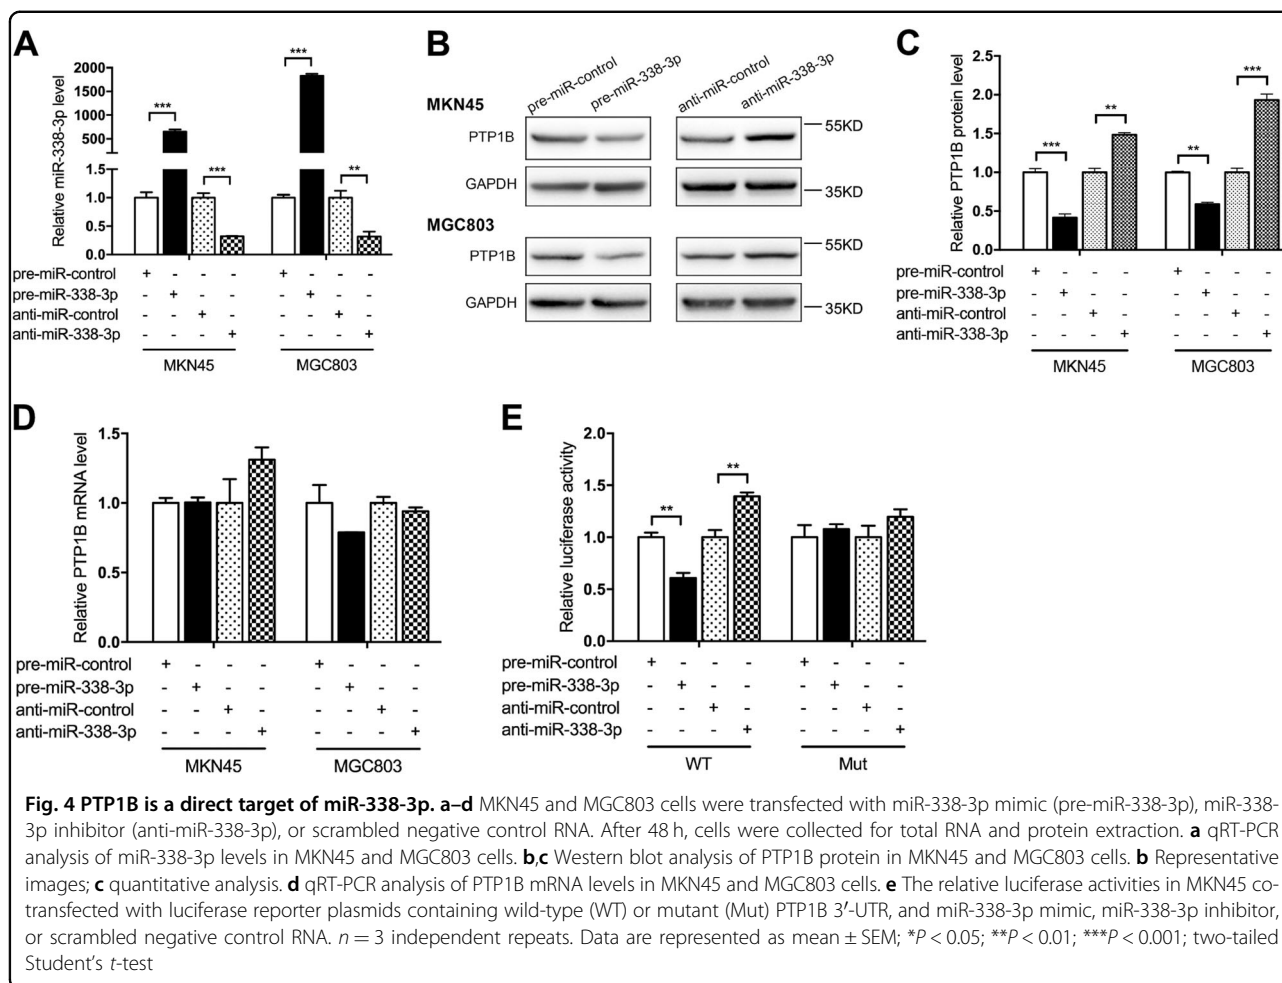 A
Relative miR-338-3p level
2000
1500
1000
500
1.0
0.5
0.0
*** *** *** **
pre-miR-control + - - - + - - -
pre-miR-338-3p - + - - - + - -
anti-miR-control - - + - - - + -
anti-miR-338-3p - - - + - - - +
MKN45 MGC803
B
pre-miR-control pre-miR-338-3p anti-miR-control anti-miR-338-3p
MKN45
PTP1B 55KD
GAPDH 35KD
MGC803
PTP1B 55KD
GAPDH 35KD
C
Relative PTP1B protein level
2.5
2.0
1.5
1.0
0.5
0.0
*** ** ** ***
pre-miR-control + - - - + - - -
pre-miR-338-3p - + - - - + - -
anti-miR-control - - + - - - + -
anti-miR-338-3p - - - + - - - +
MKN45 MGC803
D
Relative PTP1B mRNA level
1.5
1.0
0.5
0.0
pre-miR-control + - - - + - - -
pre-miR-338-3p - + - - - + - -
anti-miR-control - - + - - - + -
anti-miR-338-3p - - - + - - - +
MKN45 MGC803
E
Relative luciferase activity
2.0
1.5
1.0
0.5
0.0
** **
pre-miR-control + - - - + - - -
pre-miR-338-3p - + - - - + - -
anti-miR-control - - + - - - + -
anti-miR-338-3p - - - + - - - +
WT Mut
Fig. 4 PTP1B is a direct target of miR-338-3p. a–d MKN45 and MGC803 cells were transfected with miR-338-3p mimic (pre-miR-338-3p), miR-338-
3p inhibitor (anti-miR-338-3p), or scrambled negative control RNA. After 48 h, cells were collected for total RNA and protein extraction. a qRT-PCR
analysis of miR-338-3p levels in MKN45 and MGC803 cells. b,c Western blot analysis of PTP1B protein in MKN45 and MGC803 cells. b Representative
images; c quantitative analysis. d qRT-PCR analysis of PTP1B mRNA levels in MKN45 and MGC803 cells. e The relative luciferase activities in MKN45 co-
transfected with luciferase reporter plasmids containing wild-type (WT) or mutant (Mut) PTP1B 3′-UTR, and miR-338-3p mimic, miR-338-3p inhibitor,
or scrambled negative control RNA. n = 3 independent repeats. Data are represented as mean ± SEM; *P < 0.05; **P < 0.01; ***P < 0.001; two-tailed
Student's t-test